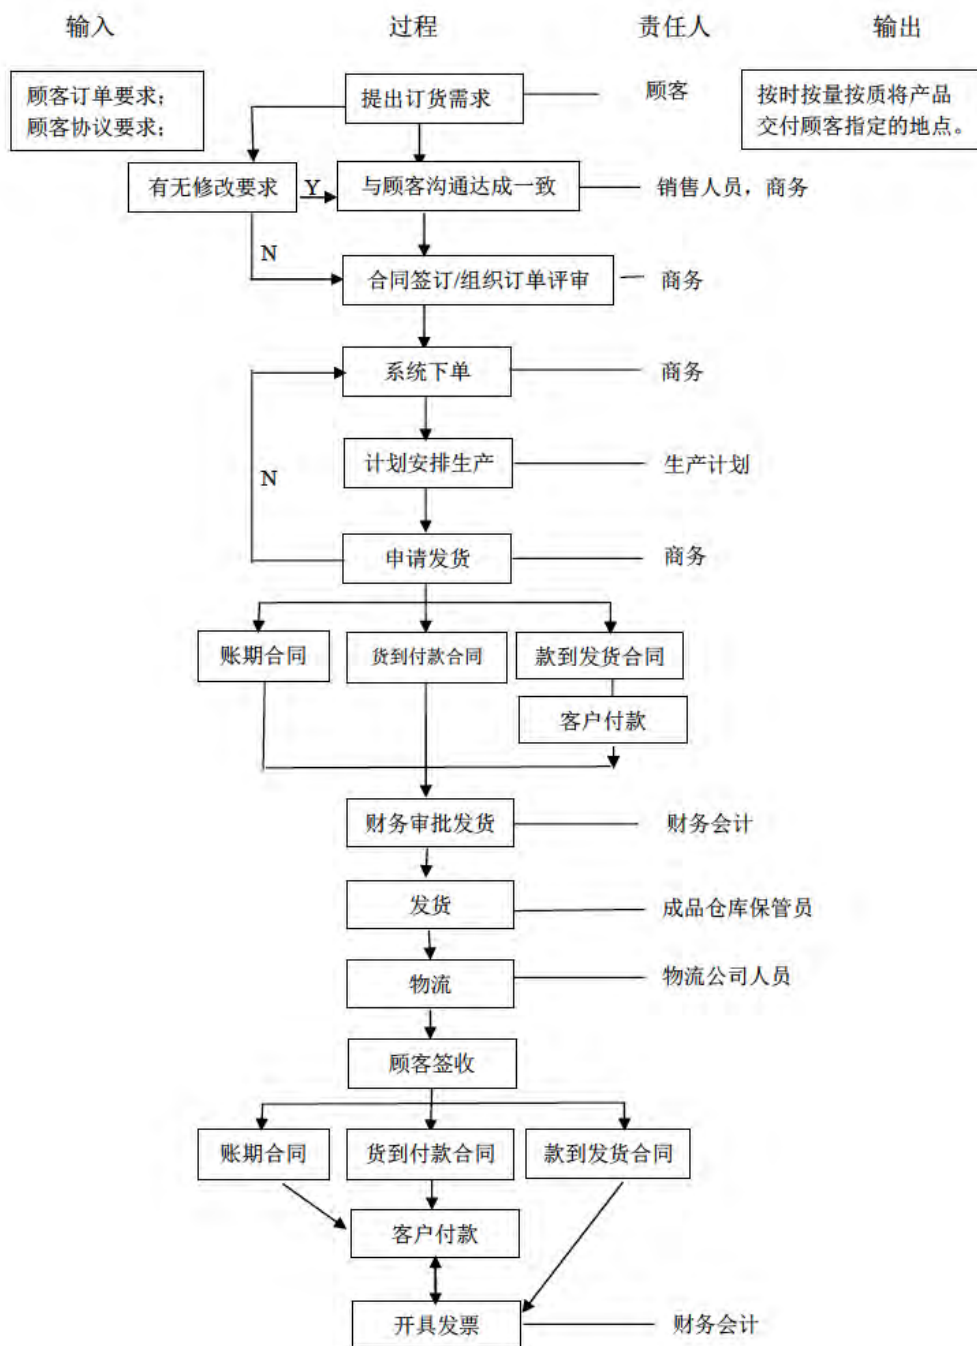 输入
过程
责任人
输出
顾客订单要求；
顾客协议要求；
提出订货需求
顾客
按时按量按质将产品
交付顾客指定的地点。
有无修改要求
Y
与顾客沟通达成一致
销售人员，商务
N
合同签订/组织订单评审
商务
系统下单
商务
计划安排生产
生产计划
N
申请发货
商务
账期合同
货到付款合同
款到发货合同
客户付款
财务审批发货
财务会计
发货
成品仓库保管员
物流
物流公司人员
顾客签收
账期合同
货到付款合同
款到发货合同
客户付款
开具发票
财务会计